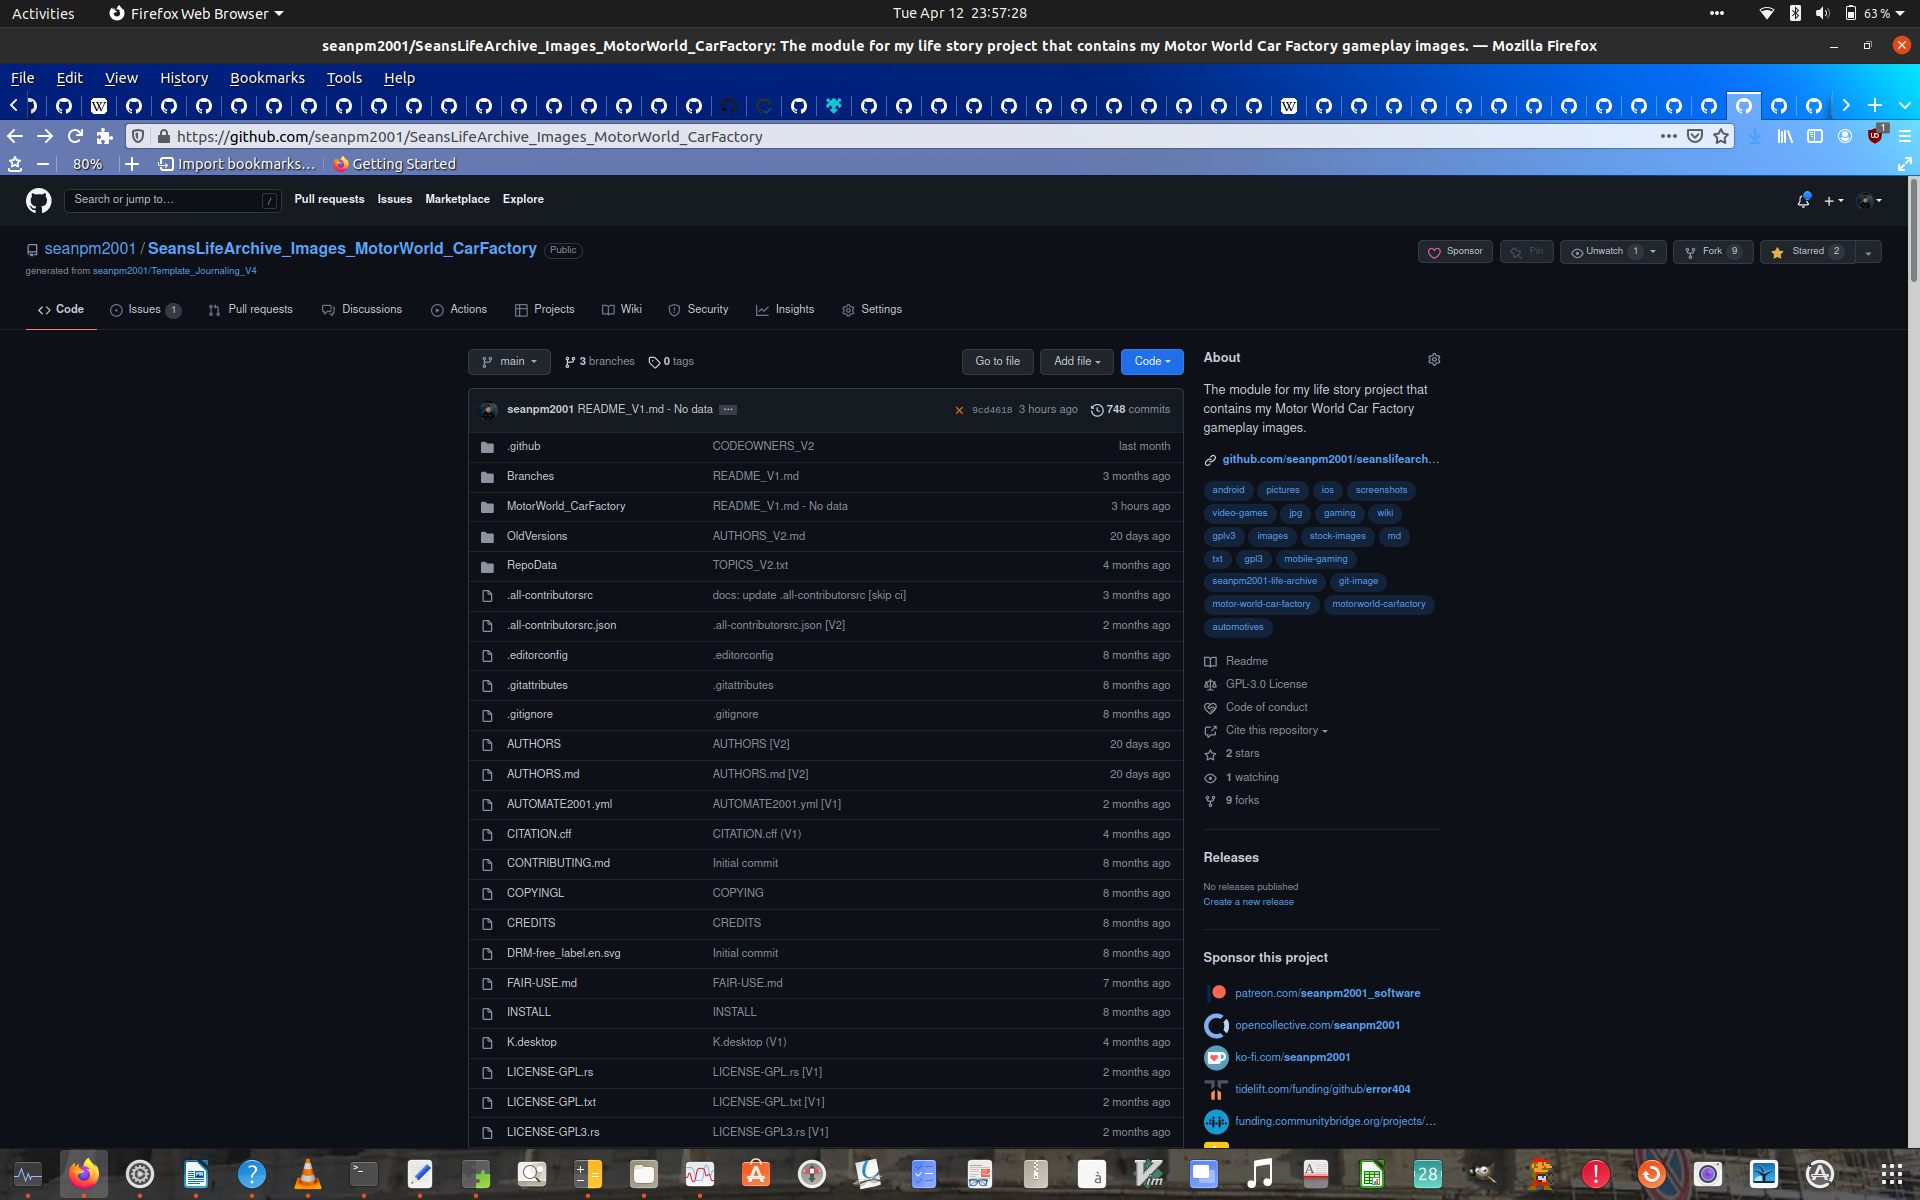 Activities Firefox Web Browser Tue Apr 12 23:57:28 63 %
seanpm2001/SeansLifeArchive_Images_MotorWorld_CarFactory: The module for my life story project that contains my Motor World Car Factory gameplay images. — Mozilla Firefox
File Edit View History Bookmarks Tools Help
https://github.com/seanpm2001/SeansLifeArchive_Images_MotorWorld_CarFactory 1
80% Import bookmarks… Getting Started
Search or jump to… / Pull requests Issues Marketplace Explore
seanpm2001 / SeansLifeArchive_Images_MotorWorld_CarFactory Public Sponsor Pin Unwatch 1 Fork 9 Starred 2
generated from seanpm2001/Template_Journaling_V4
Code Issues 1 Pull requests Discussions Actions Projects Wiki Security Insights Settings
main 3 branches 0 tags Go to file Add file Code
seanpm2001 README_V1.md - No data ... 9cd4618 3 hours ago 748 commits
.github CODEOWNERS_V2 last month
Branches README_V1.md 3 months ago
MotorWorld_CarFactory README_V1.md - No data 3 hours ago
OldVersions AUTHORS_V2.md 20 days ago
RepoData TOPICS_V2.txt 4 months ago
.all-contributorsrc docs: update .all-contributorsrc [skip ci] 3 months ago
.all-contributorsrc.json .all-contributorsrc.json [V2] 2 months ago
.editorconfig .editorconfig 8 months ago
.gitattributes .gitattributes 8 months ago
.gitignore .gitignore 8 months ago
AUTHORS AUTHORS [V2] 20 days ago
AUTHORS.md AUTHORS.md [V2] 20 days ago
AUTOMATE2001.yml AUTOMATE2001.yml [V1] 2 months ago
CITATION.cff CITATION.cff (V1) 4 months ago
CONTRIBUTING.md Initial commit 8 months ago
COPYINGL COPYING 8 months ago
CREDITS CREDITS 8 months ago
DRM-free_label.en.svg Initial commit 8 months ago
FAIR-USE.md FAIR-USE.md 7 months ago
INSTALL INSTALL 8 months ago
K.desktop K.desktop (V1) 4 months ago
LICENSE-GPL.rs LICENSE-GPL.rs [V1] 2 months ago
LICENSE-GPL.txt LICENSE-GPL.txt [V1] 2 months ago
LICENSE-GPL3.rs LICENSE-GPL3.rs [V1] 2 months ago
About
The module for my life story project that
contains my Motor World Car Factory
gameplay images.
github.com/seanpm2001/seanslifearch…
android pictures ios screenshots
video-games jpg gaming wiki
gplv3 images stock-images md
txt gpl3 mobile-gaming
seanpm2001-life-archive git-image
motor-world-car-factory motorworld-carfactory
automotives
Readme
GPL-3.0 License
Code of conduct
Cite this repository
2 stars
1 watching
9 forks
Releases
No releases published
Create a new release
Sponsor this project
patreon.com/seanpm2001_software
opencollective.com/seanpm2001
ko-fi.com/seanpm2001
tidelift.com/funding/github/error404
funding.communitybridge.org/projects/…
28